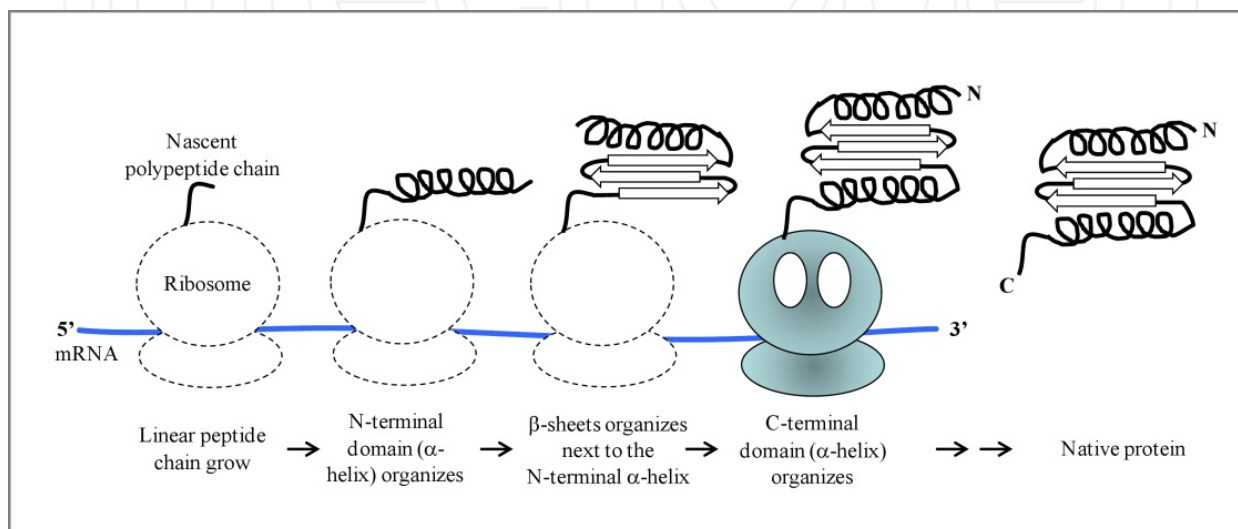 Nascent
polypeptide chain
N
N
Ribosome
C
5’
3’
mRNA
Linear peptide
chain grow
N-terminal
domain (α-
helix) organizes
β-sheets organizes
next to the
N-terminal α-helix
C-terminal
domain (α-helix)
organizes
Native protein